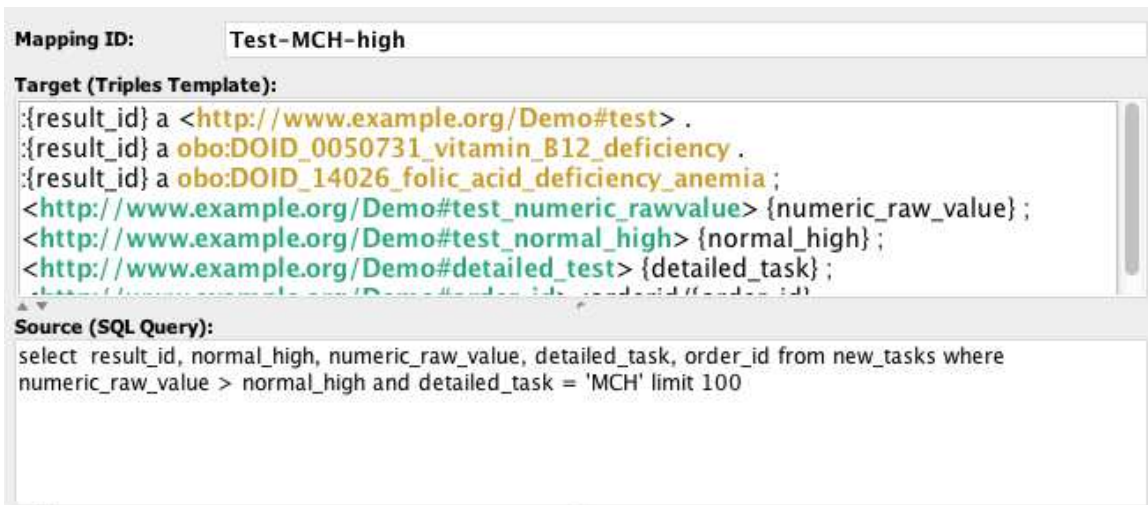 Mapping ID: Test-MCH-high
Target (Triples Template):
:{result_id} a <http://www.example.org/Demo#test> .
:{result_id} a obo:DOID_0050731_vitamin_B12_deficiency .
:{result_id} a obo:DOID_14026_folic_acid_deficiency_anemia ;
<http://www.example.org/Demo#test_numeric_rawvalue> {numeric_raw_value} ;
<http://www.example.org/Demo#test_normal_high> {normal_high} ;
<http://www.example.org/Demo#detailed_test> {detailed_task} ;
Source (SQL Query):
select result_id, normal_high, numeric_raw_value, detailed_task, order_id from new_tasks where
numeric_raw_value > normal_high and detailed_task = 'MCH' limit 100